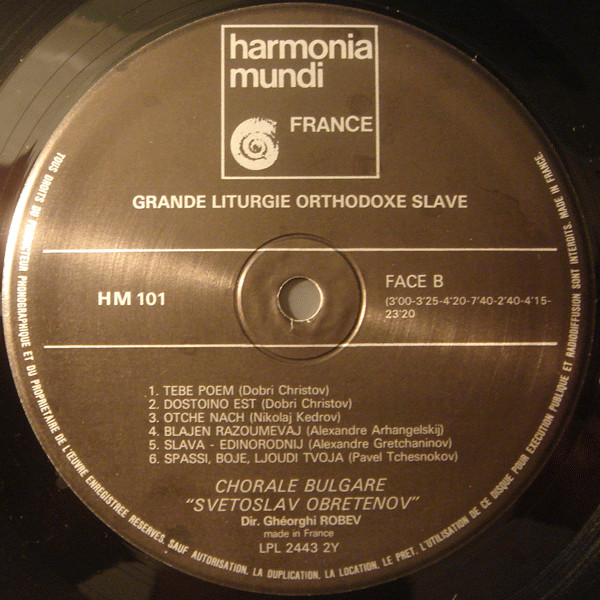 harmonia
mundi
FRANCE
GRANDE LITURGIE ORTHODOXE SLAVE
HM 101
FACE B
(3'00-3'25-4'20-7'40-2'40-4'15-
23'20
1. TEBE POEM (Dobri Christov)
2. DOSTOINO EST (Dobri Christov)
3. OTCHE NACH (Nikolaj Kedrov)
4. BLAJEN RAZOUMEVAJ (Alexandre Arhangelskij)
5. SLAVA - EDINORODNIJ (Alexandre Gretchaninov)
6. SPASSI, BOJE, LJOUDI TVOJA (Pavel Tchesnokov)
CHORALE BULGARE
"SVETOSLAV OBRETENOV"
Dir. Ghéorghi ROBEV
made in France
LPL 2443 2Y
TOUS DROITS DU PRODUCTEUR PHONOGRAPHIQUE ET DU PROPRIETAIRE DE L'ŒUVRE ENREGISTREE RESERVES. SAUF AUTORISATION, LA DUPLICATION, LA LOCATION, LE PRET, L'UTILISATION DE CE DISQUE POUR EXECUTION PUBLIQUE ET RADIODIFFUSION SONT INTERDITS. MADE IN FRANCE.